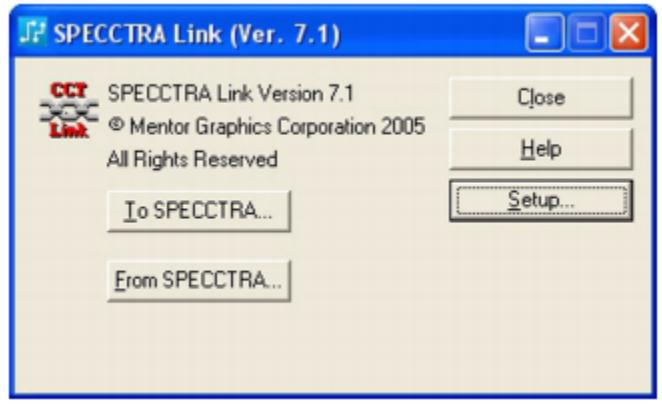 SPECCTRA Link (Ver. 7.1)
CCT
Link
SPECCTRA Link Version 7.1
© Mentor Graphics Corporation 2005
All Rights Reserved
Close
Help
Setup...
To SPECCTRA...
From SPECCTRA...